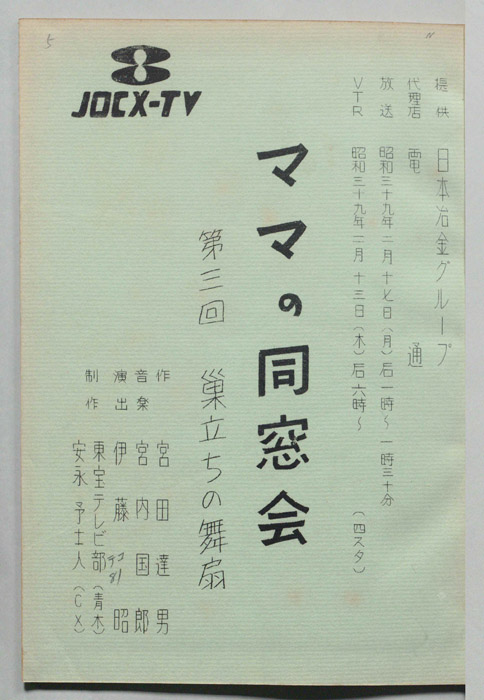 JOCX-TV
提供 日本冶金グループ
代理店 電通
放送 昭和三十九年二月十七日(月)后一時~一時三十分
VTR 昭和三十九年二月十三日(木)后六時~(四スタ)
ママの同窓会
第三回 巣立ちの舞扇
作 宮田達男
音楽 宮内国郎
演出 伊藤昭
制作 東宝テレビ部(青木)
安永予士人(CX)